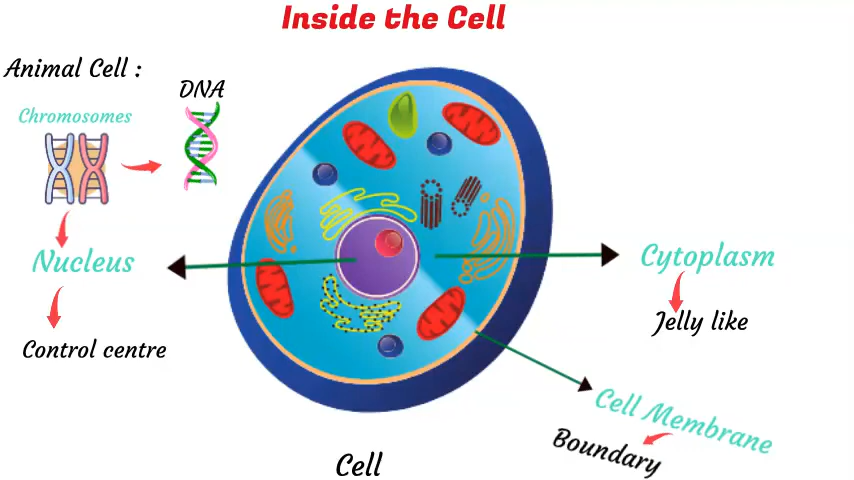 Inside the Cell
Animal Cell :
DNA
Chromosomes
Nucleus
Control centre
Cytoplasm
Jelly like
Cell Membrane
Boundary
Cell